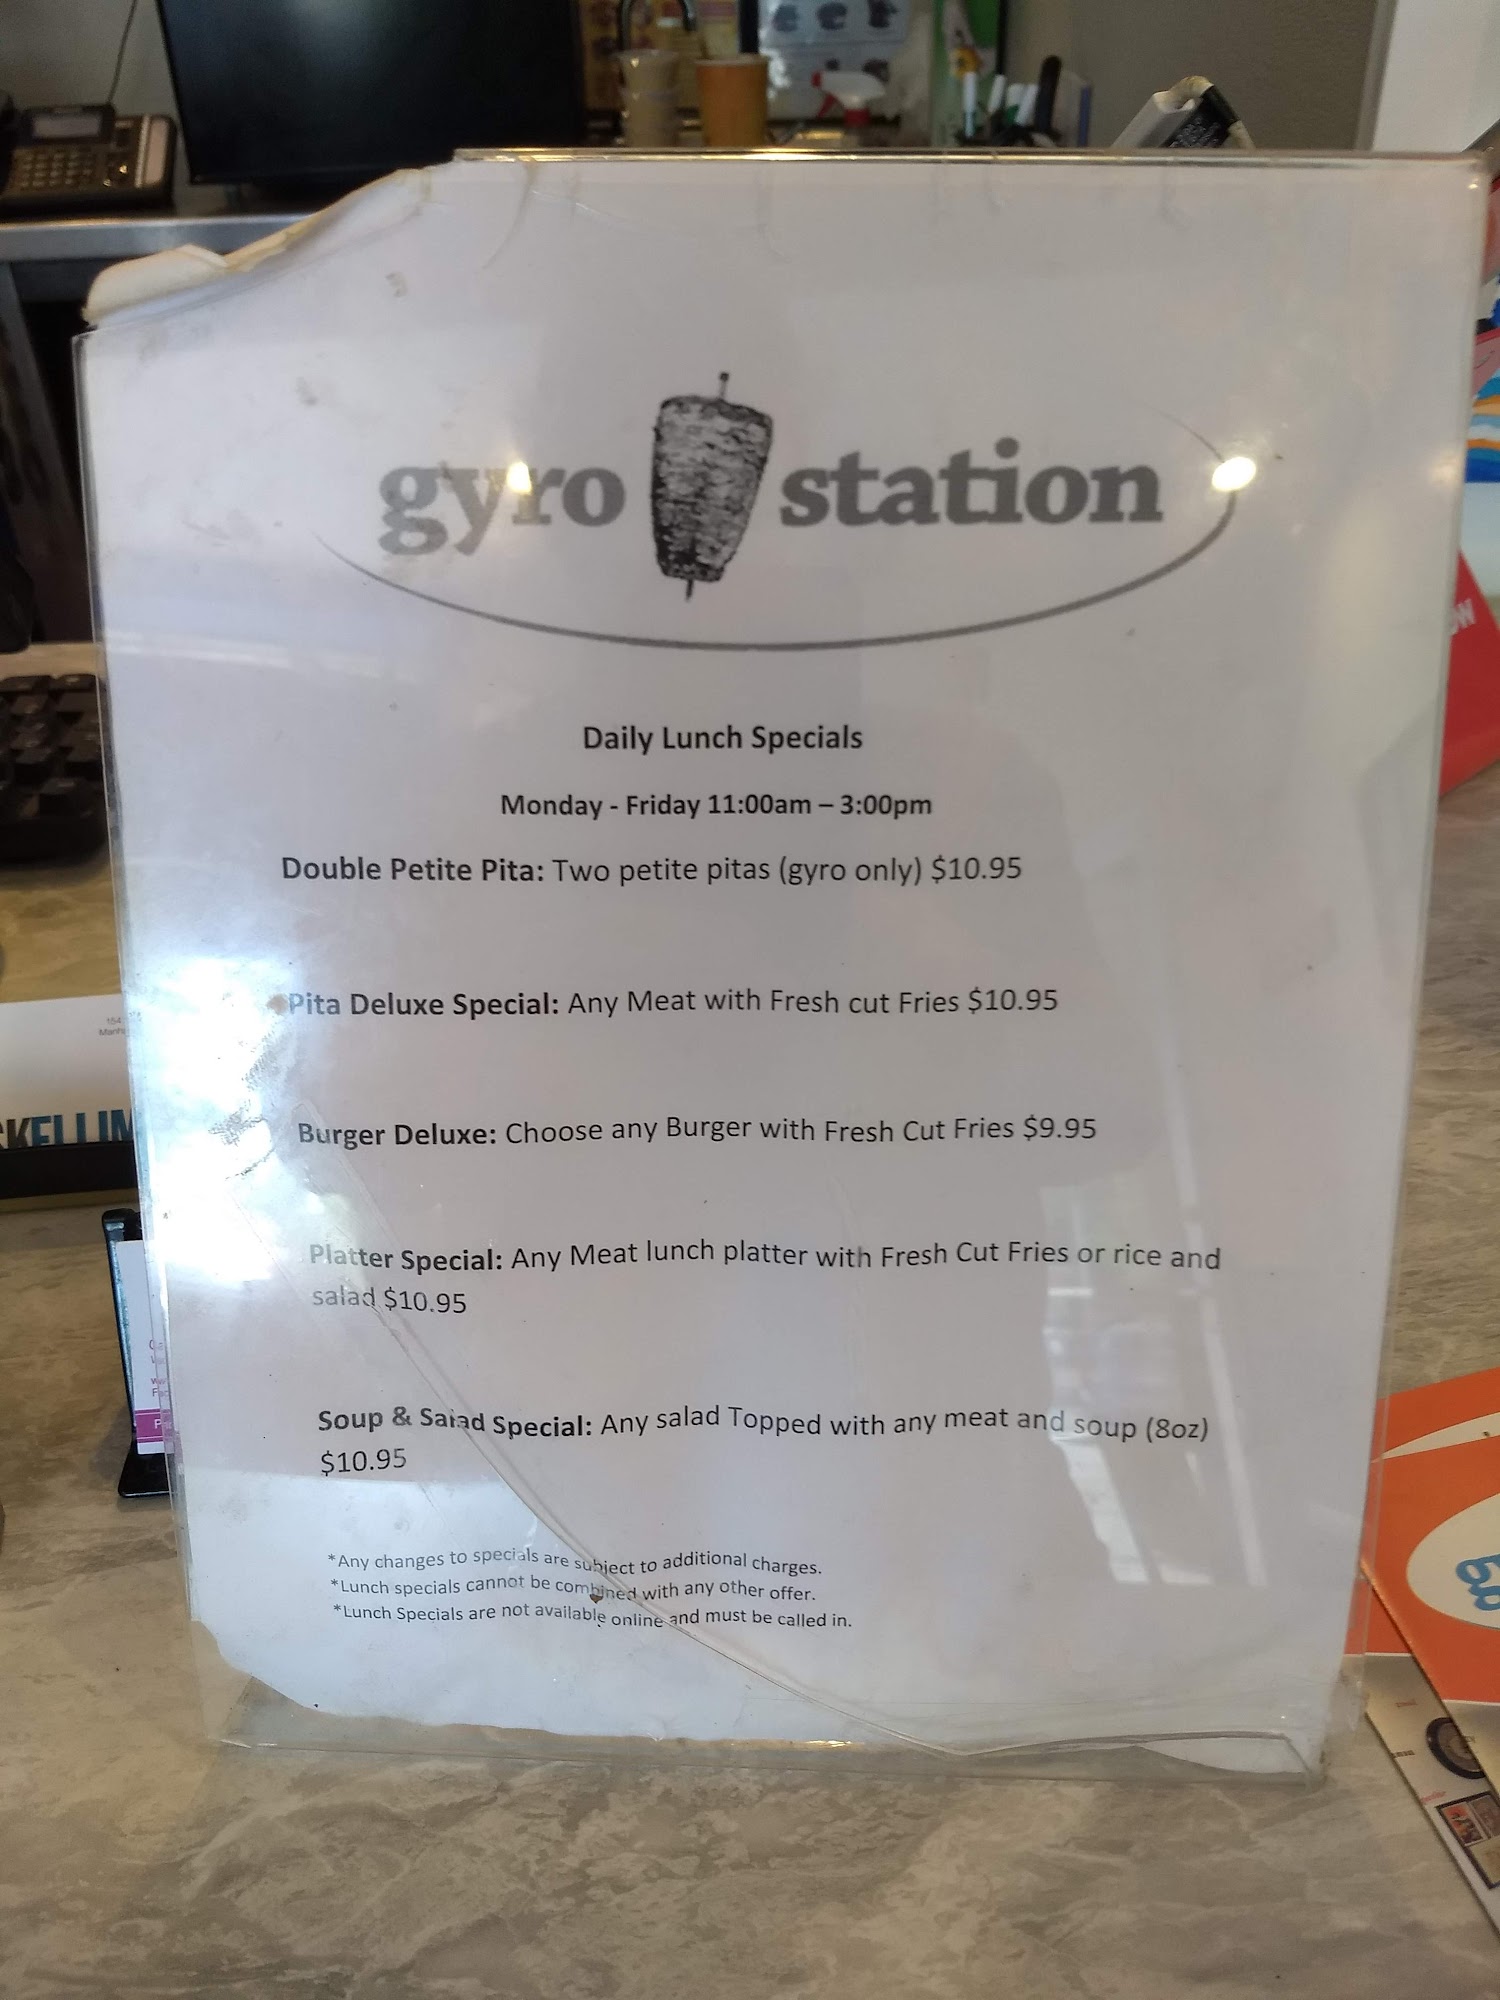 gyro station
Daily Lunch Specials
Monday - Friday 11:00am – 3:00pm
Double Petite Pita: Two petite pitas (gyro only) $10.95
Pita Deluxe Special: Any Meat with Fresh cut Fries $10.95
Burger Deluxe: Choose any Burger with Fresh Cut Fries $9.95
Platter Special: Any Meat lunch platter with Fresh Cut Fries or rice and
salad $10.95
Soup & Salad Special: Any salad Topped with any meat and soup (8oz)
$10.95
*Any changes to specials are subject to additional charges.
*Lunch specials cannot be combined with any other offer.
*Lunch Specials are not available online and must be called in.